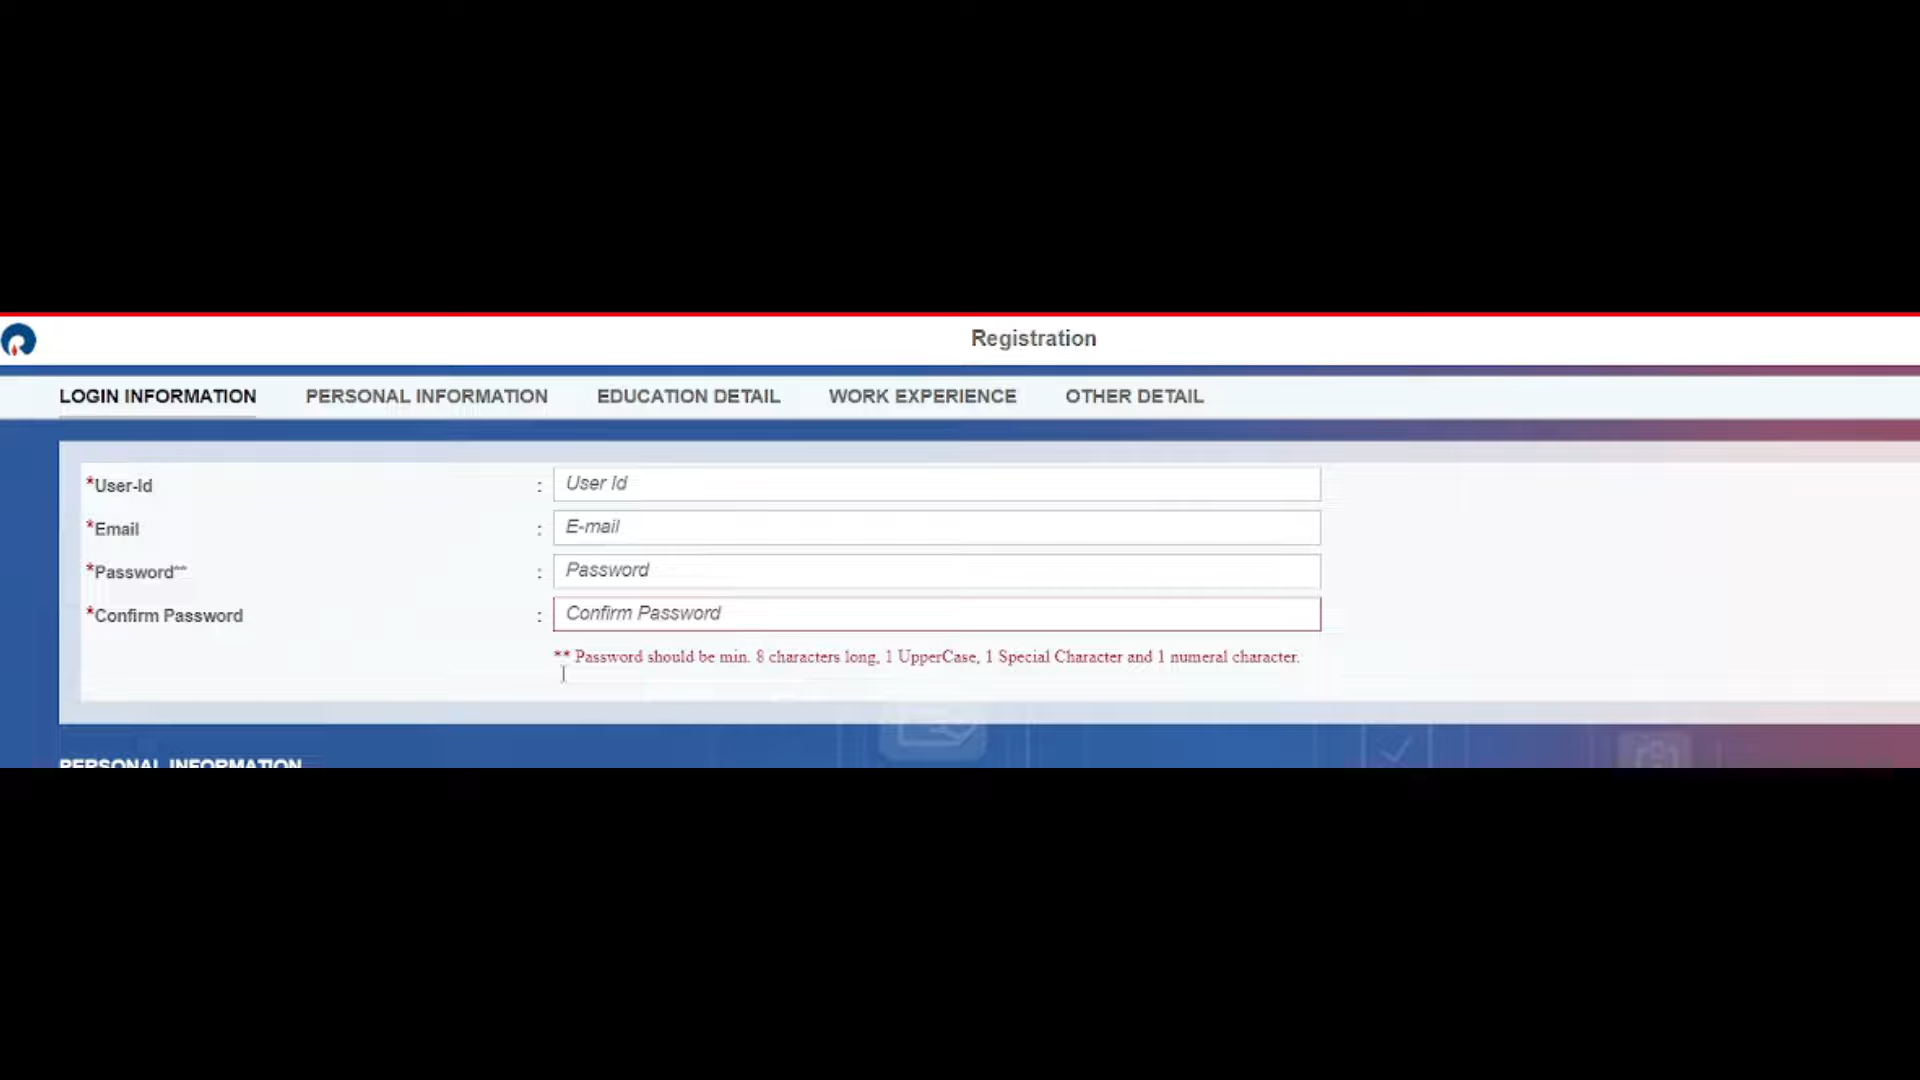 Registration
LOGIN INFORMATION PERSONAL INFORMATION EDUCATION DETAIL WORK EXPERIENCE OTHER DETAIL
*User-Id : User Id
*Email : E-mail
*Password** : Password
*Confirm Password : Confirm Password
** Password should be min. 8 characters long, 1 UpperCase, 1 Special Character and 1 numeral character.
PERSONAL INFORMATION